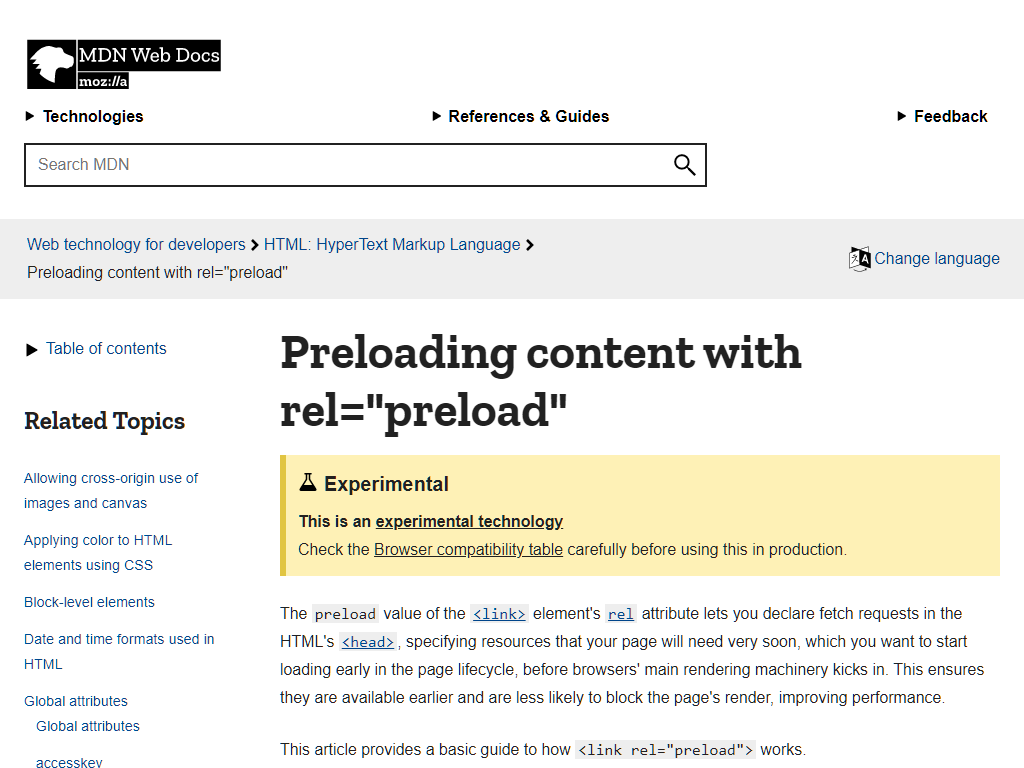 MDN Web Docs
moz://a
Technologies
References & Guides
Feedback
Search MDN
Web technology for developers
HTML: HyperText Markup Language
Preloading content with rel="preload"
Change language
Table of contents
Related Topics
Allowing cross-origin use of
images and canvas
Applying color to HTML
elements using CSS
Block-level elements
Date and time formats used in
HTML
Global attributes
Global attributes
accesskey
Preloading content with
rel="preload"
Experimental
This is an experimental technology
Check the Browser compatibility table carefully before using this in production.
The preload value of the <link> element's rel attribute lets you declare fetch requests in the
HTML's <head>, specifying resources that your page will need very soon, which you want to start
loading early in the page lifecycle, before browsers' main rendering machinery kicks in. This ensures
they are available earlier and are less likely to block the page's render, improving performance.
This article provides a basic guide to how <link rel="preload"> works.